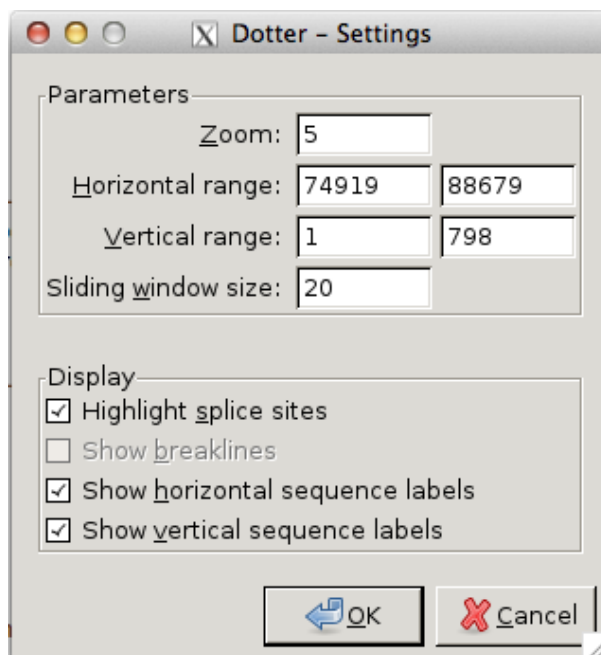 Dotter – Settings
Parameters
Zoom: 5
Horizontal range: 74919 88679
Vertical range: 1 798
Sliding window size: 20
Display
Highlight splice sites
Show breaklines
Show horizontal sequence labels
Show vertical sequence labels
OK Cancel